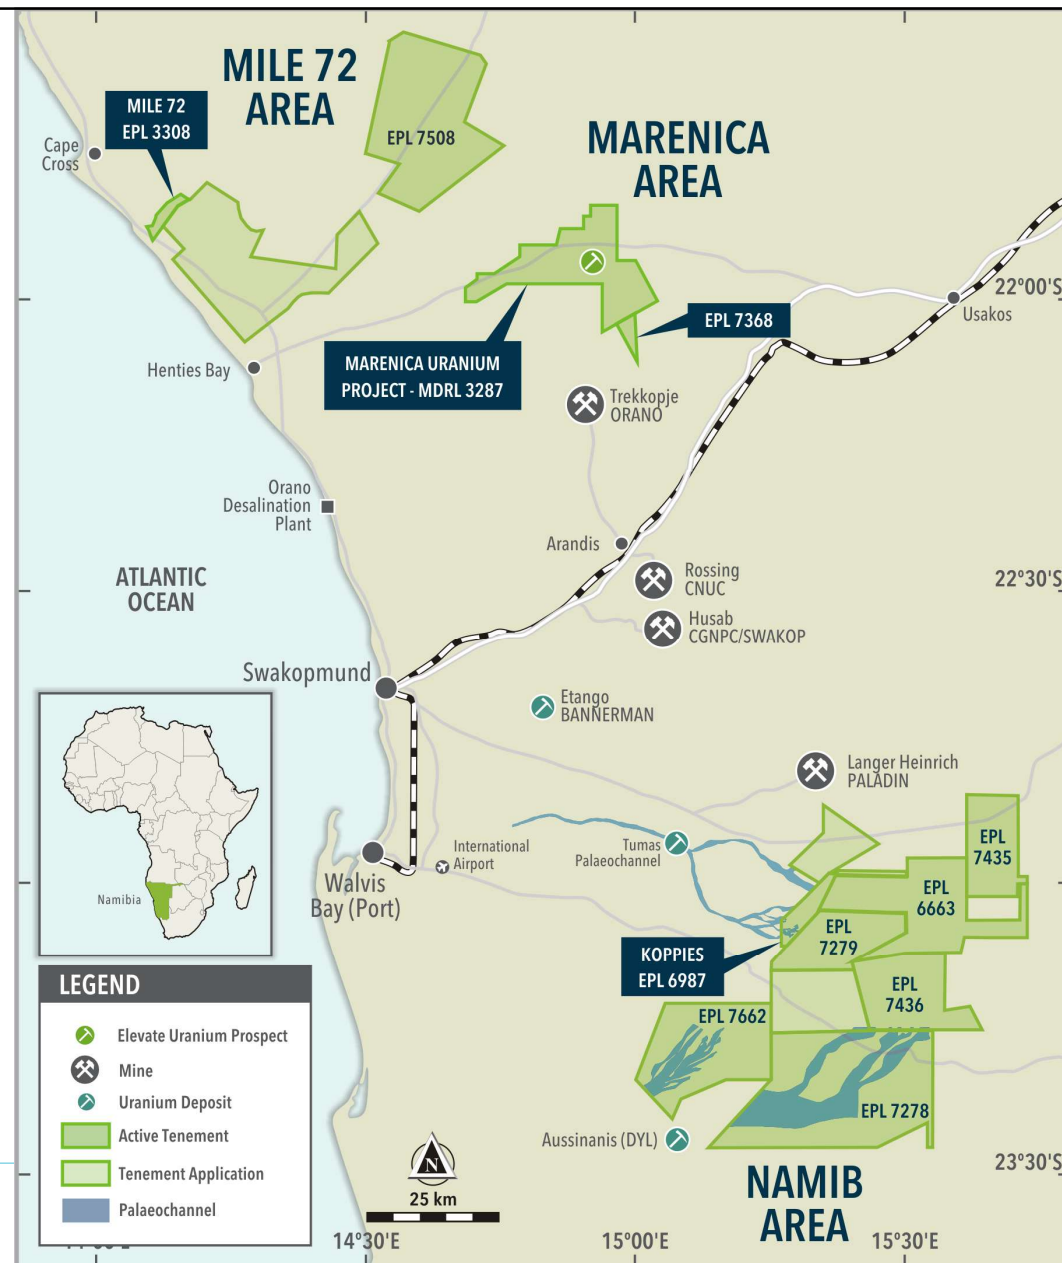 MILE 72
AREA
MILE 72
EPL 3308
Cape
Cross
EPL 7508
MARENICA
AREA
22°00'S
Usakos
EPL 7368
MARENICA URANIUM
PROJECT - MDRL 3287
Henties Bay
Trekkopje
ORANO
Orano
Desalination
Plant
Arandis
ATLANTIC
OCEAN
Rossing
CNUC
22°30'S
Husab
CGNPC/SWAKOP
Swakopmund
Etango
BANNERMAN
Langer Heinrich
PALADIN
International
Airport
Tumas
Palaeochannel
EPL
7435
Walvis
Bay (Port)
Namibia
EPL
6663
EPL
7279
KOPPIES
EPL 6987
EPL
7436
EPL 7662
EPL 7278
Aussinanis (DYL)
NAMIB
AREA
23°30'S
LEGEND
Elevate Uranium Prospect
Mine
Uranium Deposit
Active Tenement
Tenement Application
Palaeochannel
N
25 km
14°30'E
15°00'E
15°30'E